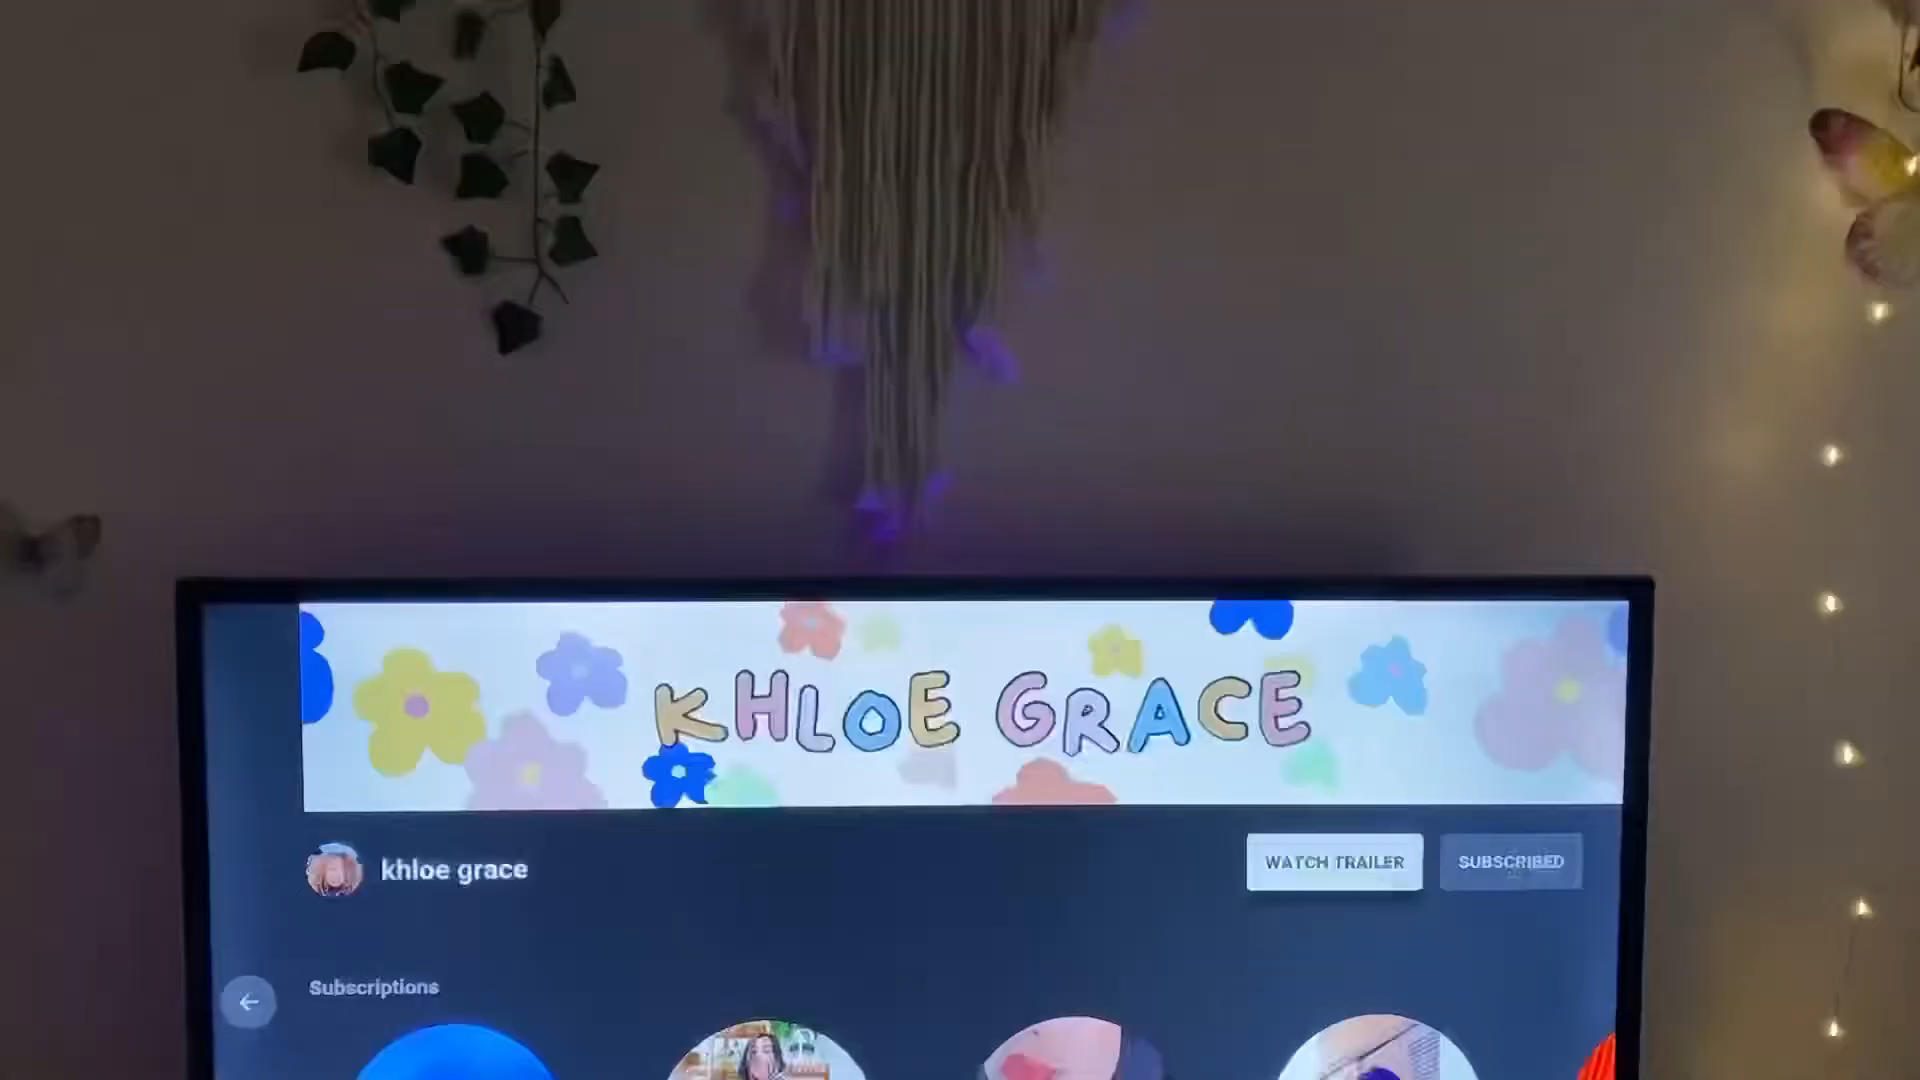 KHLOE GRACE
khloe grace
WATCH TRAILER
SUBSCRIBED
Subscriptions